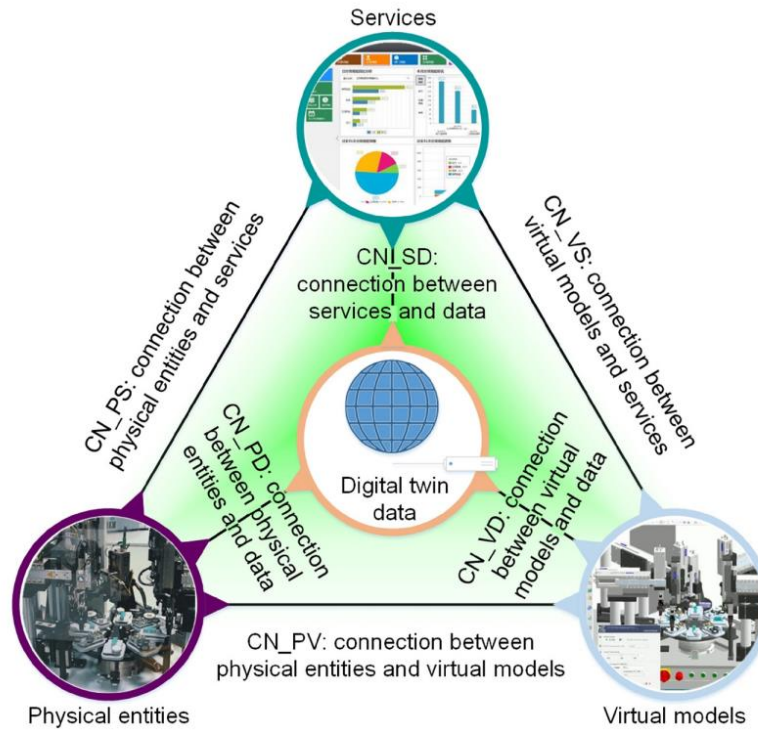 Services
CN_SD:
connection between
services and data
CN_PS: connection between
physical entities and services
CN_VS: connection between
virtual models and services
CN_PD: connection
between physical
entities and data
Digital twin
data
CN_VD: connection
between virtual
models and data
CN_PV: connection between
physical entities and virtual models
Physical entities
Virtual models